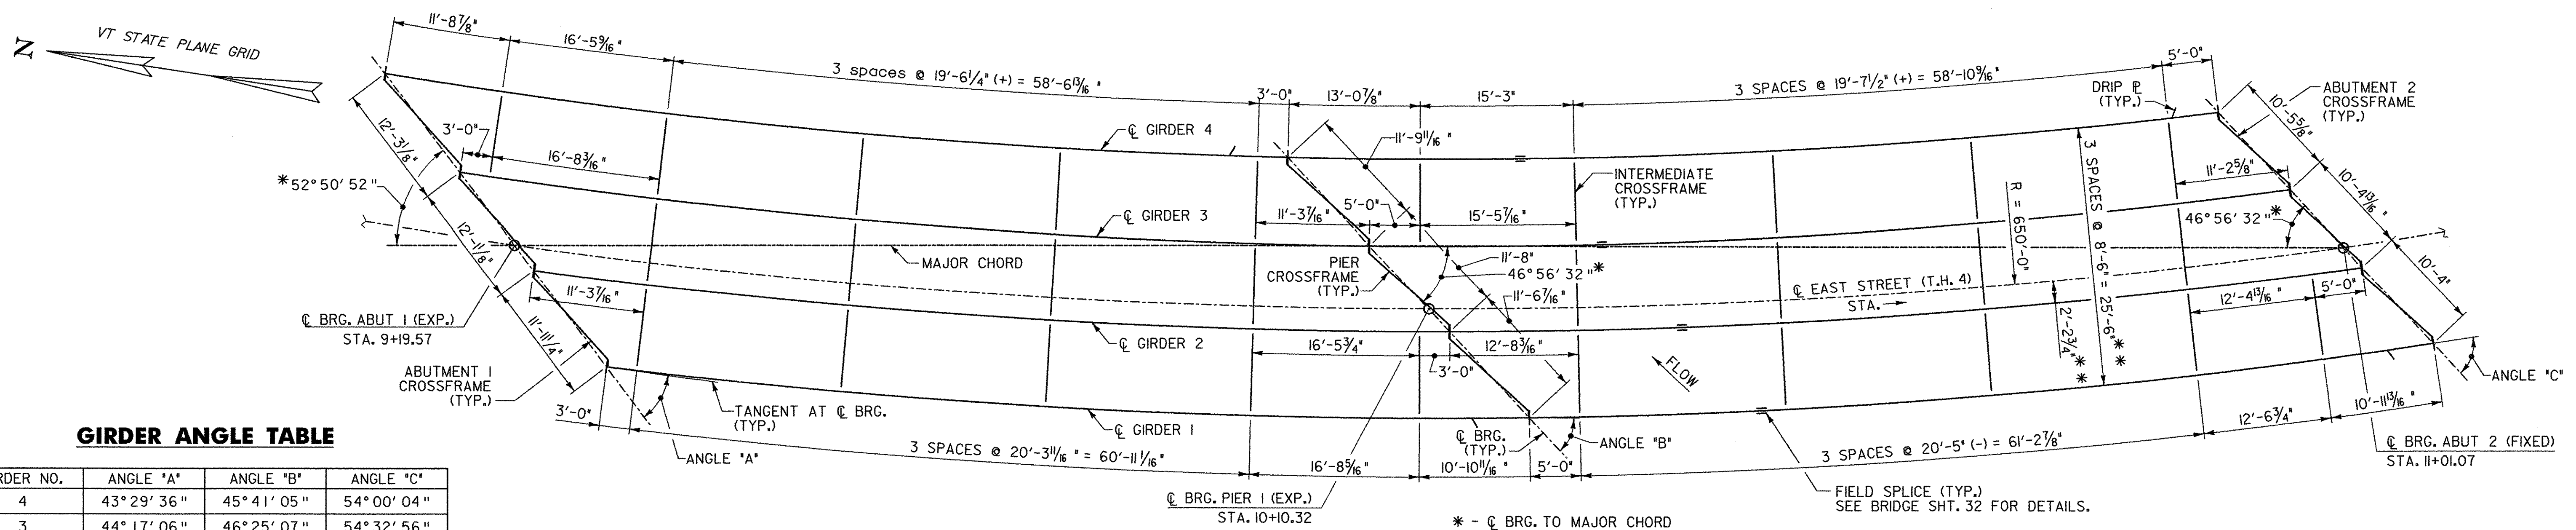 N
VT STATE PLANE GRID
11'-8 7/8"
16'-5 9/16"
3 spaces @ 19'-6 1/4" (+) = 58'-6 13/16"
3'-0"
13'-0 7/8"
15'-3"
3 SPACES @ 19'-7 1/2" (+) = 58'-10 9/16"
5'-0"
DRIP PL
(TYP.)
ABUTMENT 2
CROSSFRAME
(TYP.)
10'-5 5/8"
12'-3 1/8"
3'-0"
16'-8 3/16"
℄ GIRDER 4
11'-9 11/16"
INTERMEDIATE
CROSSFRAME
(TYP.)
11'-2 5/8"
10'-4 13/16"
*52°50'52"
12'-1 1/8"
℄ GIRDER 3
11'-3 7/16"
5'-0"
15'-5 7/16"
R = 650'-0"
3 SPACES @ 8'-6" = 25'-6" **
46°56'32" *
MAJOR CHORD
PIER
CROSSFRAME
(TYP.)
11'-8"
46°56'32" *
11'-6 7/16"
℄ EAST STREET (T.H. 4)
STA.
10'-4"
11'-3 7/16"
℄ BRG. ABUT 1 (EXP.)
STA. 9+19.57
11'-11 1/4"
℄ GIRDER 2
16'-5 3/4"
12'-8 3/16"
3'-0"
FLOW
2'-2 3/4" **
12'-4 13/16"
5'-0"
ABUTMENT 1
CROSSFRAME
(TYP.)
ANGLE "C"
3'-0"
TANGENT AT ℄ BRG.
(TYP.)
℄ GIRDER 1
℄ BRG.
(TYP.)
ANGLE "B"
12'-6 3/4"
10'-11 13/16"
ANGLE "A"
3 SPACES @ 20'-3 11/16" = 60'-11 1/16"
16'-8 5/16"
10'-10 11/16"
5'-0"
3 SPACES @ 20'-5" (-) = 61'-2 7/8"
℄ BRG. ABUT 2 (FIXED)
STA. 11+01.07
℄ BRG. PIER 1 (EXP.)
STA. 10+10.32
FIELD SPLICE (TYP.)
SEE BRIDGE SHT. 32 FOR DETAILS.
* - ℄ BRG. TO MAJOR CHORD
GIRDER ANGLE TABLE
RDER NO. ANGLE "A" ANGLE "B" ANGLE "C"
4 43°29'36" 45°41'05" 54°00'04"
3 44°17'06" 46°25'07" 54°32'56"